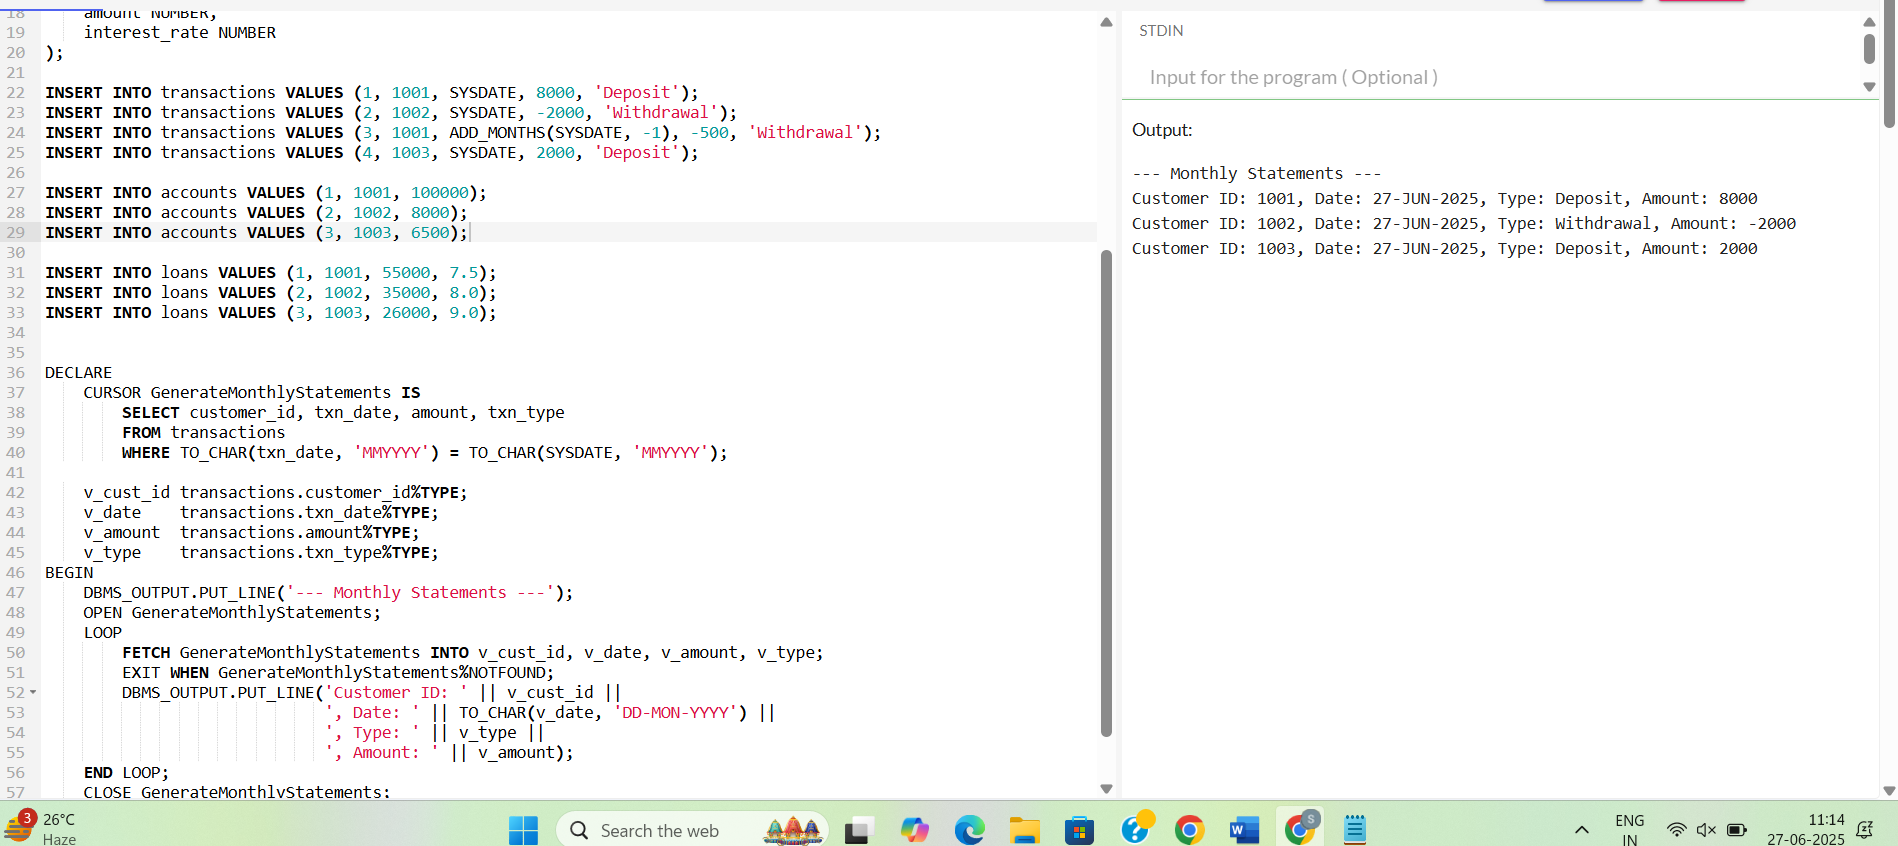 18 amount NUMBER,
19 interest_rate NUMBER
20 );
21
22 INSERT INTO transactions VALUES (1, 1001, SYSDATE, 8000, 'Deposit');
23 INSERT INTO transactions VALUES (2, 1002, SYSDATE, -2000, 'Withdrawal');
24 INSERT INTO transactions VALUES (3, 1001, ADD_MONTHS(SYSDATE, -1), -500, 'Withdrawal');
25 INSERT INTO transactions VALUES (4, 1003, SYSDATE, 2000, 'Deposit');
26
27 INSERT INTO accounts VALUES (1, 1001, 100000);
28 INSERT INTO accounts VALUES (2, 1002, 8000);
29 INSERT INTO accounts VALUES (3, 1003, 6500);
30
31 INSERT INTO loans VALUES (1, 1001, 55000, 7.5);
32 INSERT INTO loans VALUES (2, 1002, 35000, 8.0);
33 INSERT INTO loans VALUES (3, 1003, 26000, 9.0);
34
35
36 DECLARE
37 CURSOR GenerateMonthlyStatements IS
38 SELECT customer_id, txn_date, amount, txn_type
39 FROM transactions
40 WHERE TO_CHAR(txn_date, 'MMYYYY') = TO_CHAR(SYSDATE, 'MMYYYY');
41
42 v_cust_id transactions.customer_id%TYPE;
43 v_date transactions.txn_date%TYPE;
44 v_amount transactions.amount%TYPE;
45 v_type transactions.txn_type%TYPE;
46 BEGIN
47 DBMS_OUTPUT.PUT_LINE('--- Monthly Statements ---');
48 OPEN GenerateMonthlyStatements;
49 LOOP
50 FETCH GenerateMonthlyStatements INTO v_cust_id, v_date, v_amount, v_type;
51 EXIT WHEN GenerateMonthlyStatements%NOTFOUND;
52 DBMS_OUTPUT.PUT_LINE('Customer ID: ' || v_cust_id ||
53 ', Date: ' || TO_CHAR(v_date, 'DD-MON-YYYY') ||
54 ', Type: ' || v_type ||
55 ', Amount: ' || v_amount);
56 END LOOP;
57 CLOSE GenerateMonthlyStatements;
STDIN
Input for the program ( Optional )
Output:
--- Monthly Statements ---
Customer ID: 1001, Date: 27-JUN-2025, Type: Deposit, Amount: 8000
Customer ID: 1002, Date: 27-JUN-2025, Type: Withdrawal, Amount: -2000
Customer ID: 1003, Date: 27-JUN-2025, Type: Deposit, Amount: 2000
3
26°C
Haze
Search the web
W
S
ENG
IN
11:14
27-06-2025